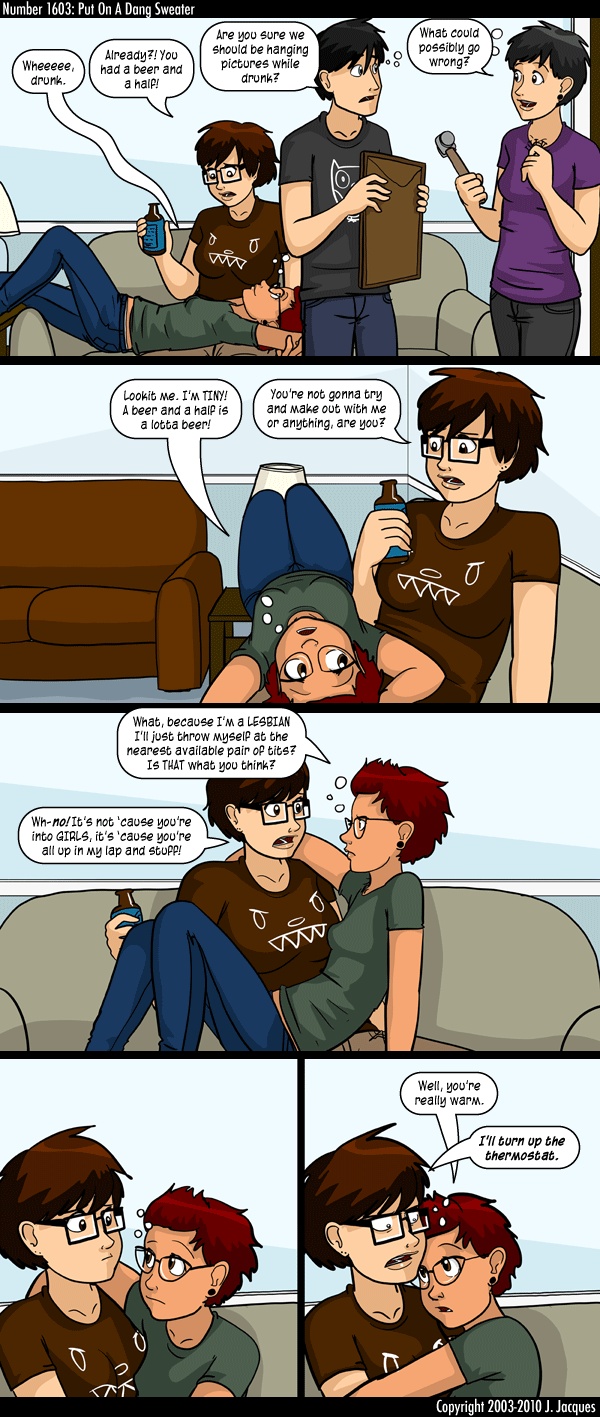 Number 1603: Put On A Dang Sweater
Wheeeee,
drunk.
Already?! You
had a beer and
a half!
Are you sure we
should be hanging
pictures while
drunk?
What could
possibly go
wrong?
Lookit me. I'm TINY!
A beer and a half is
a lotta beer!
You're not gonna try
and make out with me
or anything, are you?
What, because I'm a LESBIAN
I'll just throw myself at the
nearest available pair of tits?
Is THAT what you think?
Wh-no! It's not 'cause you're
into GIRLS, it's 'cause you're
all up in my lap and stuff!
Well, you're
really warm.
I'll turn up the
thermostat.
Copyright 2003-2010 J. Jacques